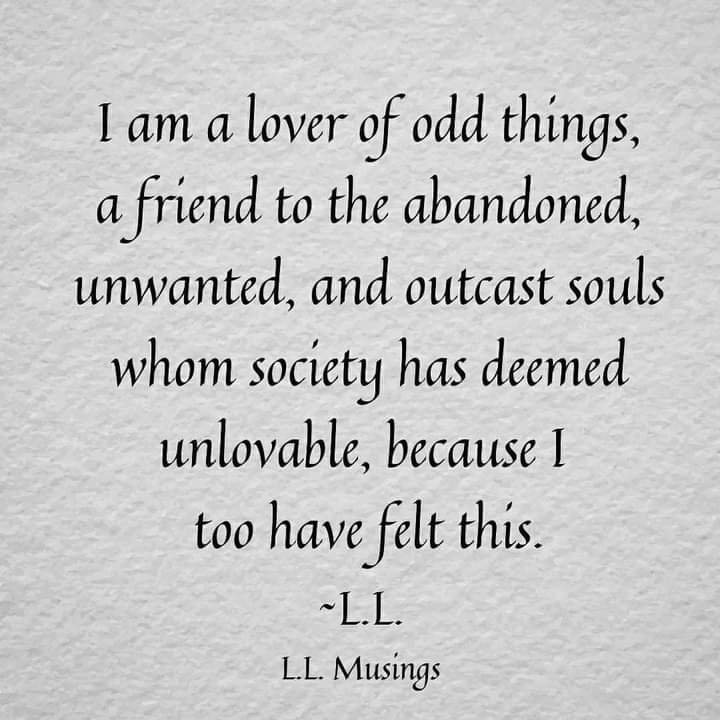 I am a lover of odd things,
a friend to the abandoned,
unwanted, and outcast souls
whom society has deemed
unlovable, because I
too have felt this.
~L.L.
L.L. Musings